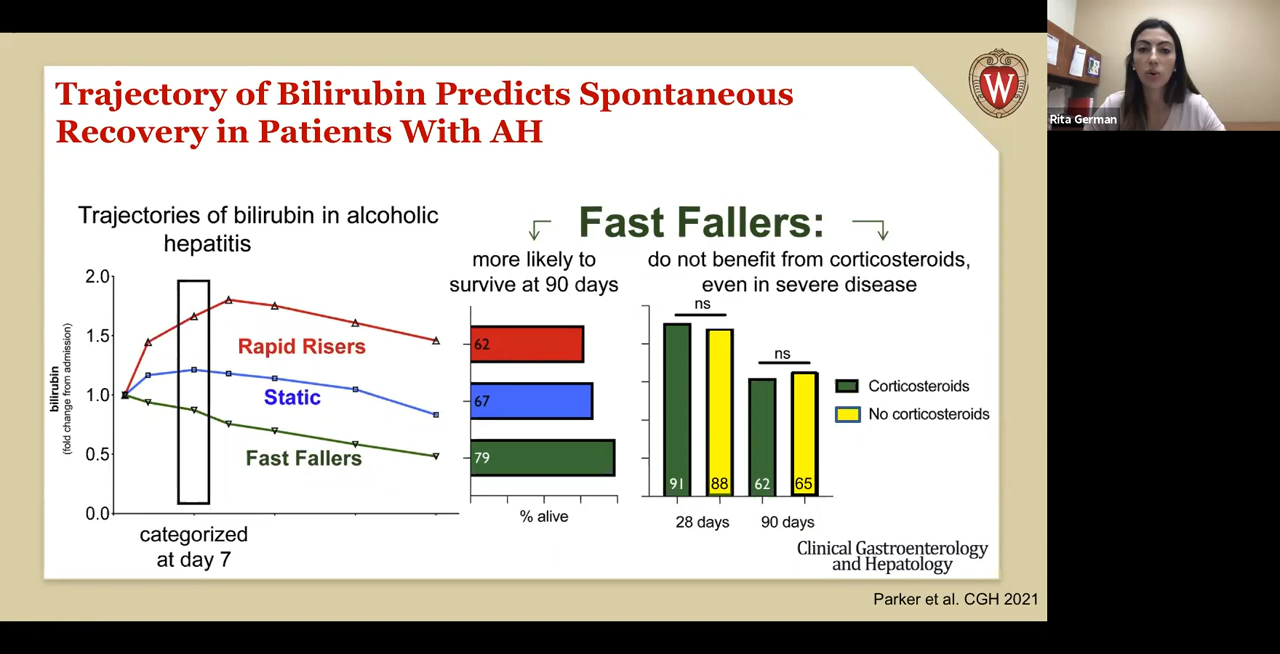 Trajectory of Bilirubin Predicts Spontaneous
Recovery in Patients With AH
W
Rita German
Trajectories of bilirubin in alcoholic
hepatitis
2.0
1.5
1.0
0.5
0.0
bilirubin
(fold change from admission)
Rapid Risers
Static
Fast Fallers
categorized
at day 7
Fast Fallers:
more likely to
survive at 90 days
62
67
79
% alive
do not benefit from corticosteroids,
even in severe disease
ns
ns
91
88
62
65
28 days
90 days
Corticosteroids
No corticosteroids
Clinical Gastroenterology
and Hepatology
Parker et al. CGH 2021